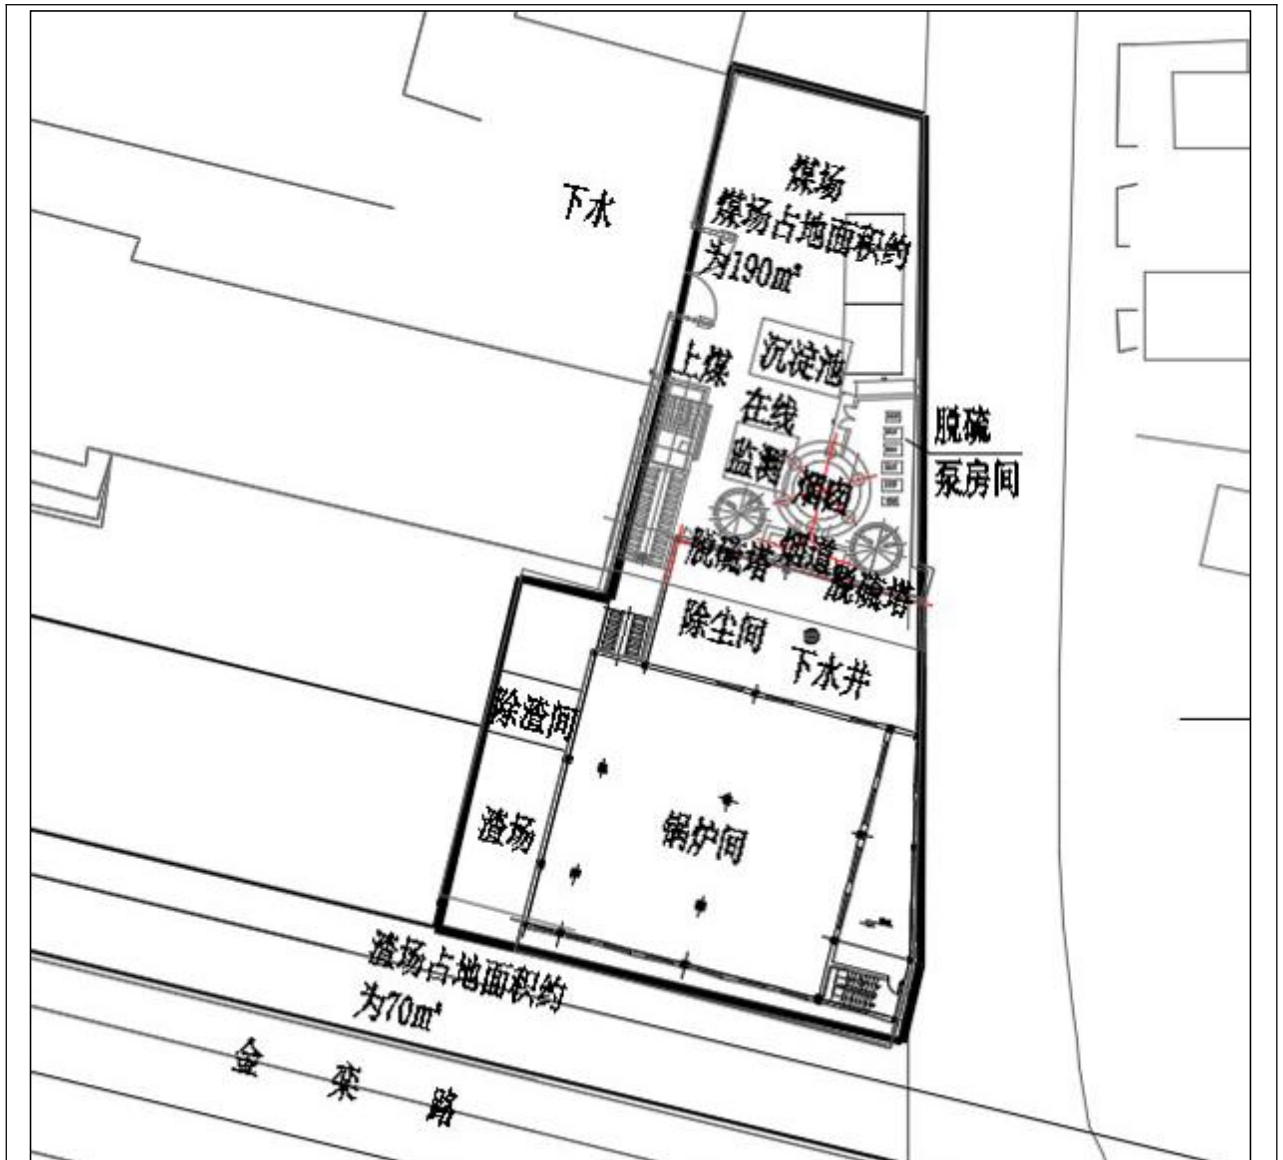 煤场
下水
煤场占地面积约
为190m²
上煤
沉淀池
在线
监测
脱硫
泵房间
烟囱
脱硫塔
烟道
脱硫塔
除尘间
下水井
除渣间
渣场
锅炉间
渣场占地面积约
为70m²
金栾路